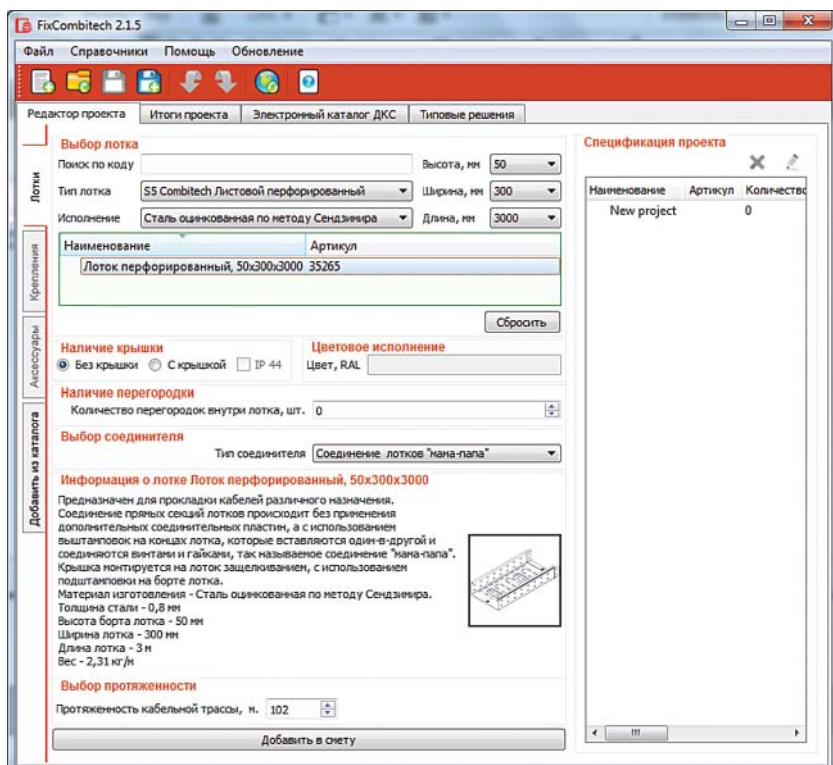 FixCombitech 2.1.5
Файл Справочники Помощь Обновление
Редактор проекта Итоги проекта Электронный каталог ДКС Типовые решения
Лотки
Крепления
Аксессуары
Добавить из каталога
Выбор лотка
Поиск по коду Высота, мм 50
Тип лотка S5 Combitech Листовой перфорированный Ширина, мм 300
Исполнение Сталь оцинкованная по методу Сендзимира Длина, мм 3000
Наименование Артикул
Лоток перфорированный, 50x300x3000 35265
Сбросить
Наличие крышки
Без крышки С крышкой IP 44
Цветовое исполнение
Цвет, RAL
Наличие перегородки
Количество перегородок внутри лотка, шт. 0
Выбор соединителя
Тип соединителя Соединение лотков "мама-папа"
Информация о лотке Лоток перфорированный, 50x300x3000
Предназначен для прокладки кабелей различного назначения.
Соединение прямых секций лотков происходит без применения
дополнительных соединительных пластин, а с использованием
выштамповок на концах лотка, которые вставляются один-в-другой и
соединяются винтами и гайками, так называемое соединение "мама-папа".
Крышка монтируется на лоток защелкиванием, с использованием
подштамповки на борте лотка.
Материал изготовления - Сталь оцинкованная по методу Сендзимира.
Толщина стали - 0,8 мм
Высота борта лотка - 50 мм
Ширина лотка - 300 мм
Длина лотка - 3 м
Вес - 2,31 кг/м
Выбор протяженности
Протяженность кабельной трассы, м. 102
Добавить в смету
Спецификация проекта
Наименование Артикул Количество
New project 0